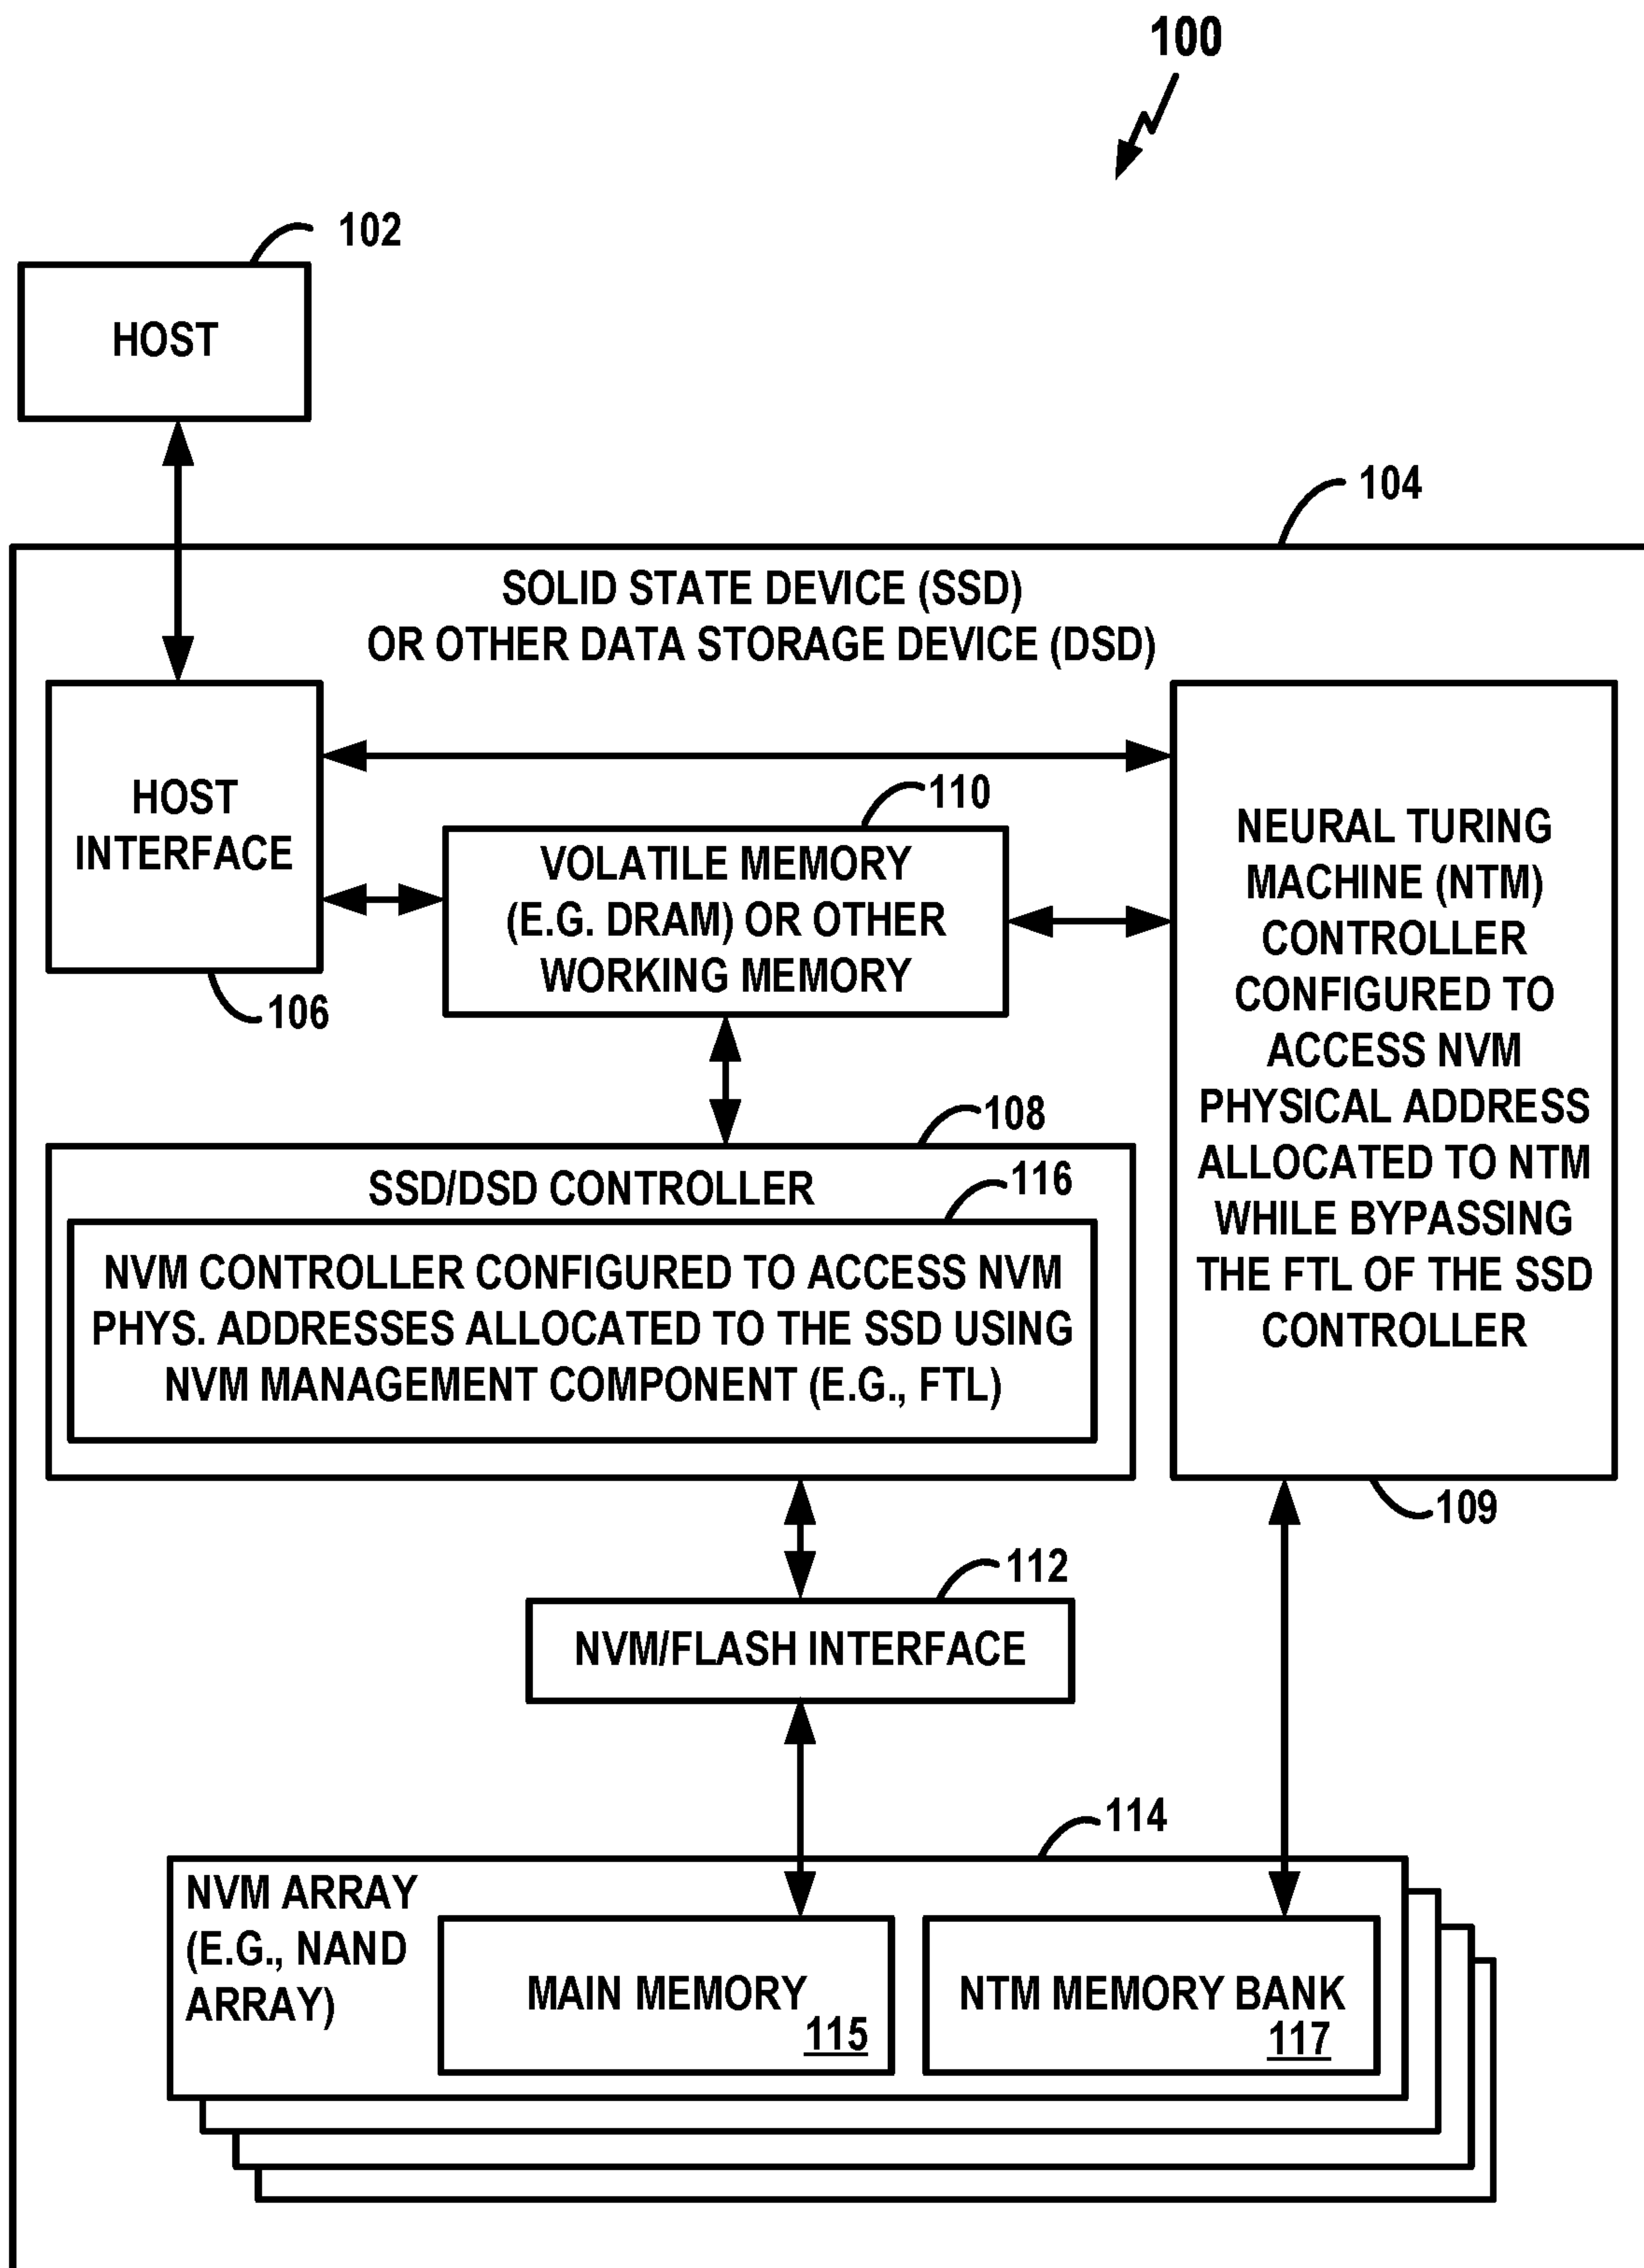 100
102
HOST
104
SOLID STATE DEVICE (SSD)
OR OTHER DATA STORAGE DEVICE (DSD)
HOST
INTERFACE
106
110
VOLATILE MEMORY
(E.G. DRAM) OR OTHER
WORKING MEMORY
NEURAL TURING
MACHINE (NTM)
CONTROLLER
CONFIGURED TO
ACCESS NVM
PHYSICAL ADDRESS
ALLOCATED TO NTM
WHILE BYPASSING
THE FTL OF THE SSD
CONTROLLER
109
108
SSD/DSD CONTROLLER
116
NVM CONTROLLER CONFIGURED TO ACCESS NVM
PHYS. ADDRESSES ALLOCATED TO THE SSD USING
NVM MANAGEMENT COMPONENT (E.G., FTL)
112
NVM/FLASH INTERFACE
114
NVM ARRAY
(E.G., NAND
ARRAY)
MAIN MEMORY
115
NTM MEMORY BANK
117